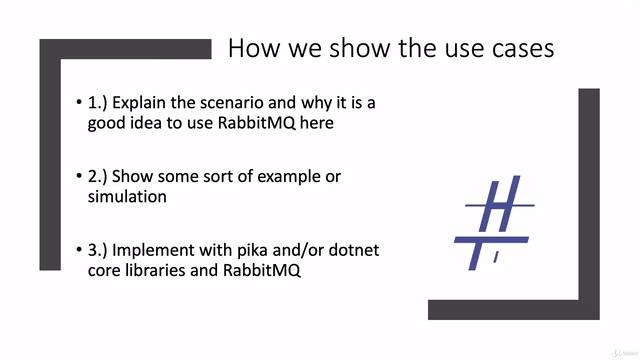 How we show the use cases
• 1.) Explain the scenario and why it is a
good idea to use RabbitMQ here
• 2.) Show some sort of example or
simulation
• 3.) Implement with pika and/or dotnet
core libraries and RabbitMQ
H
T I